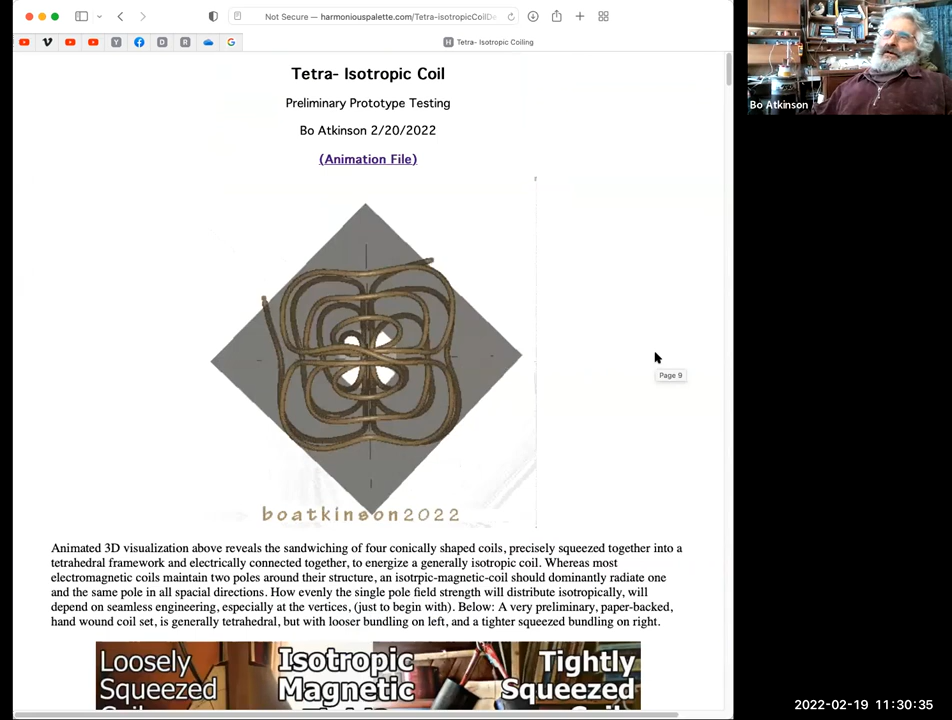 Not Secure — harmoniouspalette.com/Tetra-isotropicCoilDe
Tetra- Isotropic Coiling
Tetra- Isotropic Coil
Preliminary Prototype Testing
Bo Atkinson 2/20/2022
(Animation File)
Page 9
boatkinson2022
Animated 3D visualization above reveals the sandwiching of four conically shaped coils, precisely squeezed together into a
tetrahedral framework and electrically connected together, to energize a generally isotropic coil. Whereas most
electromagnetic coils maintain two poles around their structure, an isotrpic-magnetic-coil should dominantly radiate one
and the same pole in all spacial directions. How evenly the single pole field strength will distribute isotropically, will
depend on seamless engineering, especially at the vertices, (just to begin with). Below: A very preliminary, paper-backed,
hand wound coil set, is generally tetrahedral, but with looser bundling on left, and a tighter squeezed bundling on right.
Loosely Isotropic Tightly
Squeezed Magnetic Squeezed
Bo Atkinson
2022-02-19 11:30:35